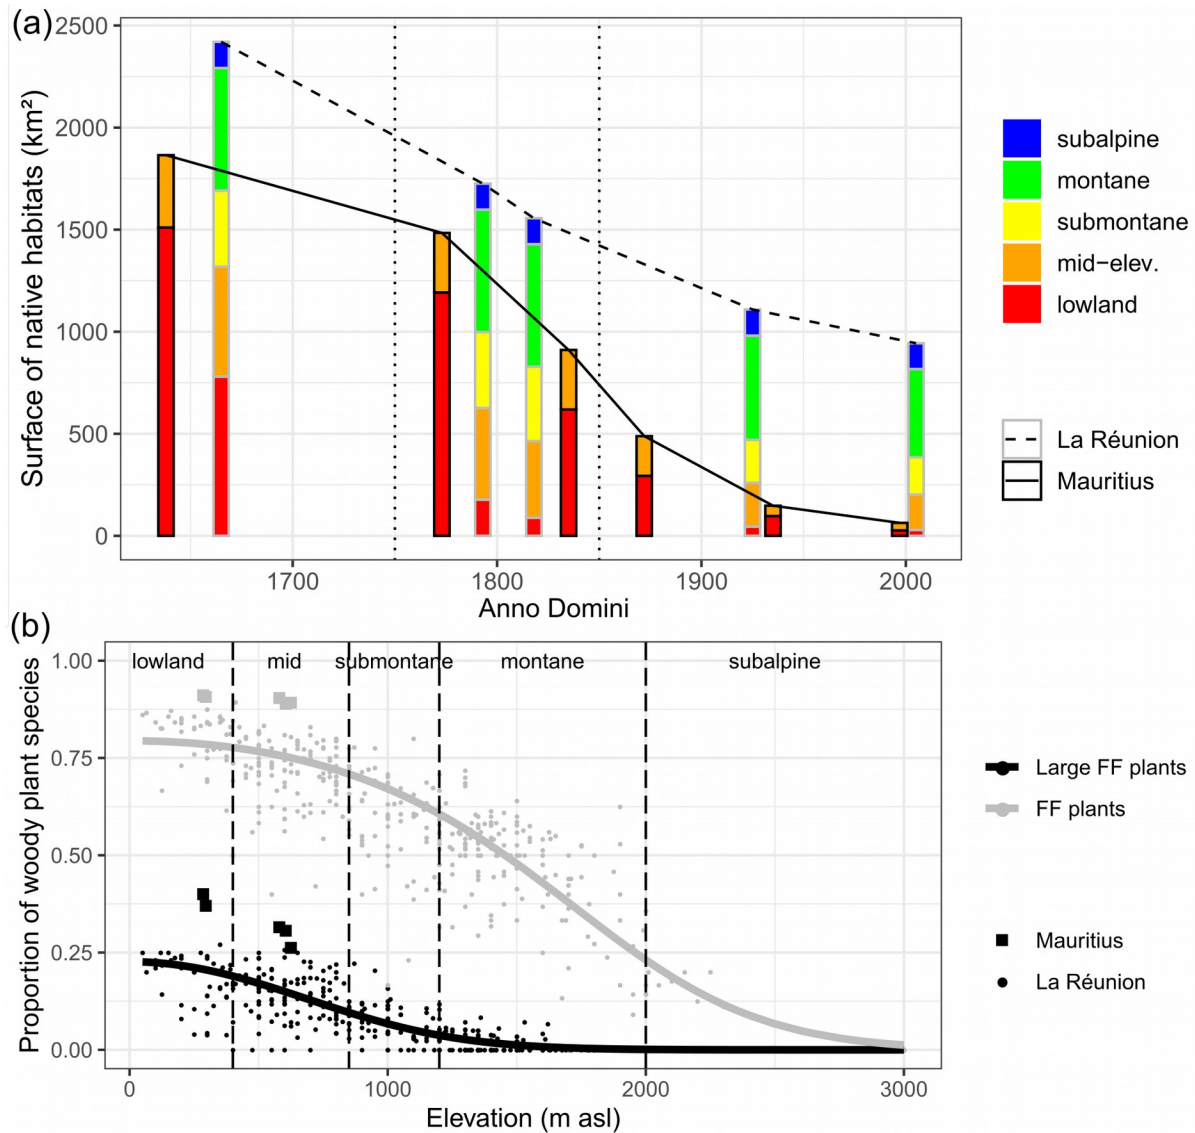 (a)
2500
2000
1500
1000
500
0
Surface of native habitats (km²)
1700 1800 1900 2000
Anno Domini
subalpine
montane
submontane
mid−elev.
lowland
La Réunion
Mauritius
(b)
lowland mid submontane montane subalpine
1.00
0.75
0.50
0.25
0.00
Proportion of woody plant species
0 1000 2000 3000
Elevation (m asl)
Large FF plants
FF plants
Mauritius
La Réunion